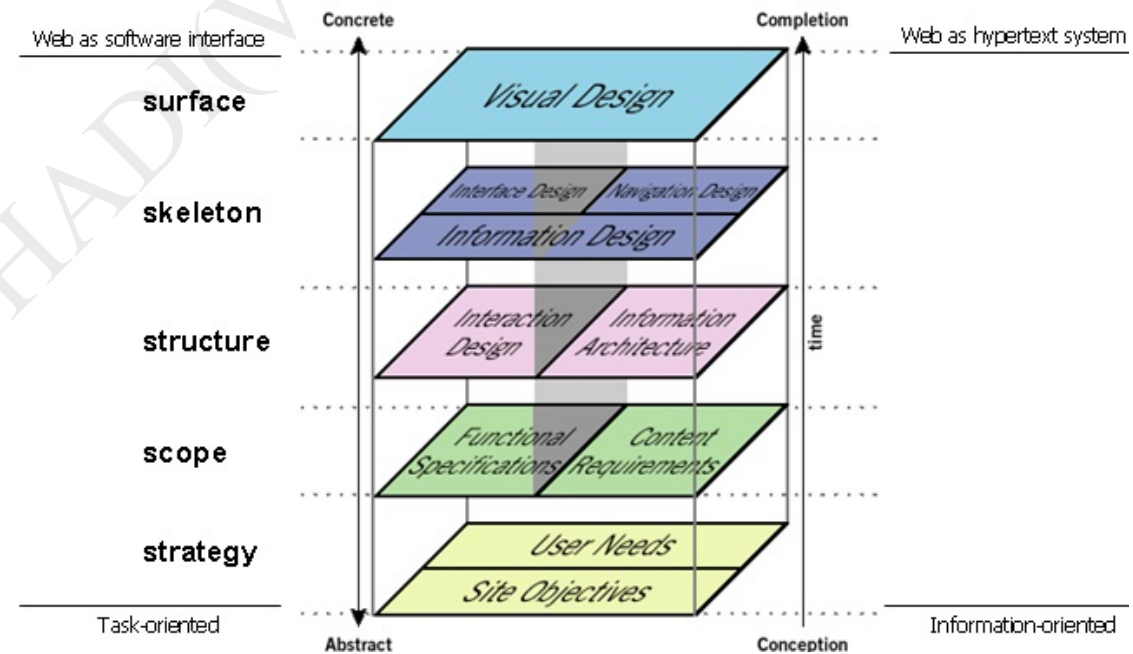 Concrete
Completion
Web as software interface
Web as hypertext system
surface
Visual Design
skeleton
Interface Design
Navigation Design
Information Design
structure
Interaction
Design
Information
Architecture
time
scope
Functional
Specifications
Content
Requirements
strategy
User Needs
Site Objectives
Task-oriented
Information-oriented
Abstract
Conception